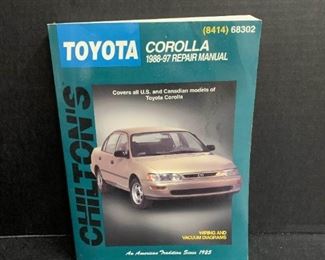 (8414) 68302
TOYOTA
COROLLA
1988-97 REPAIR MANUAL
Covers all U.S. and Canadian models of
Toyota Corolla
CHILTON'S
WIRING AND
VACUUM DIAGRAMS
An American Tradition Since 1925